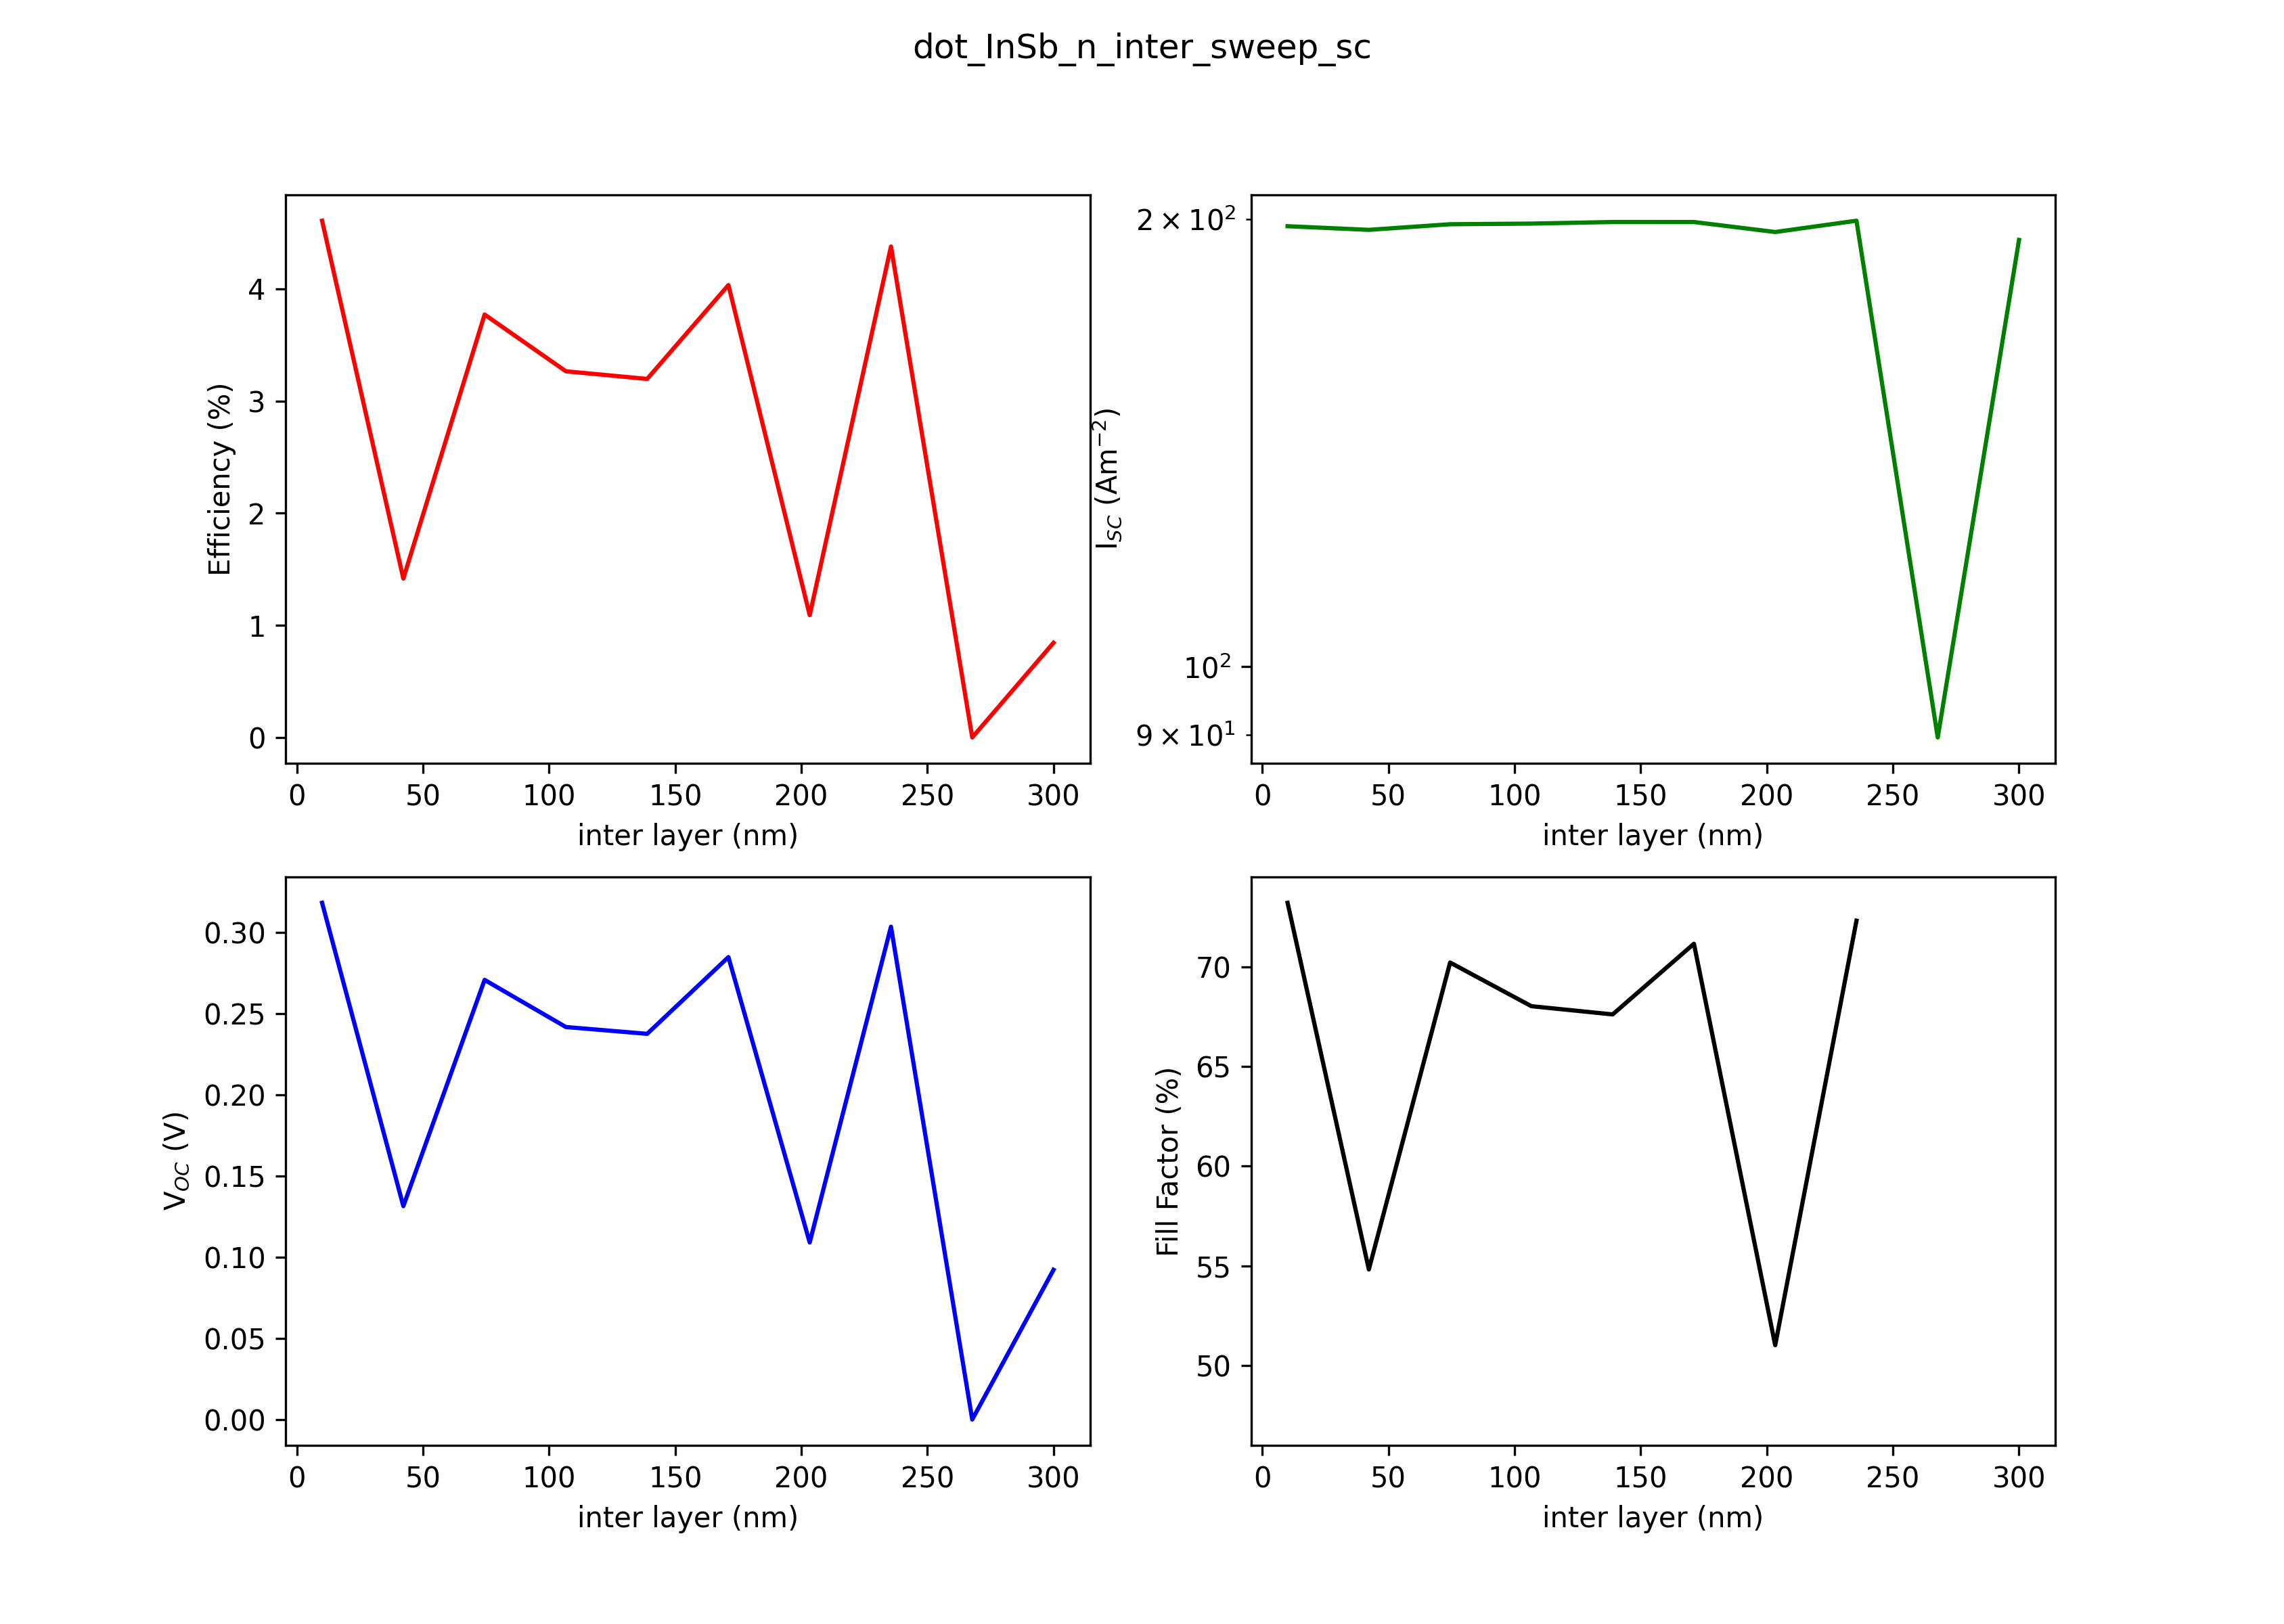 dot_InSb_n_inter_sweep_sc
Efficiency (%)
4
3
2
1
0
0 50 100 150 200 250 300
inter layer (nm)
I_SC (Am⁻²)
2 × 10²
10²
9 × 10¹
0 50 100 150 200 250 300
inter layer (nm)
V_OC (V)
0.30
0.25
0.20
0.15
0.10
0.05
0.00
0 50 100 150 200 250 300
inter layer (nm)
Fill Factor (%)
70
65
60
55
50
0 50 100 150 200 250 300
inter layer (nm)